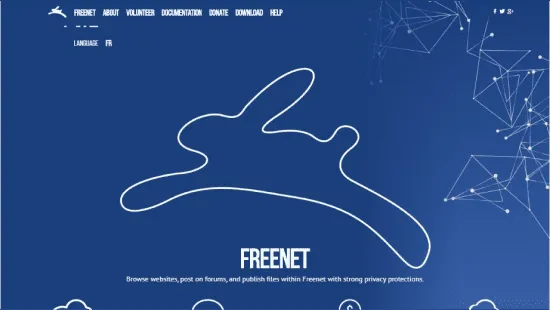 FREENET ABOUT VOLUNTEER DOCUMENTATION DONATE DOWNLOAD HELP
LANGUAGE FR
FREENET
Browse websites, post on forums, and publish files within Freenet with strong privacy protections.